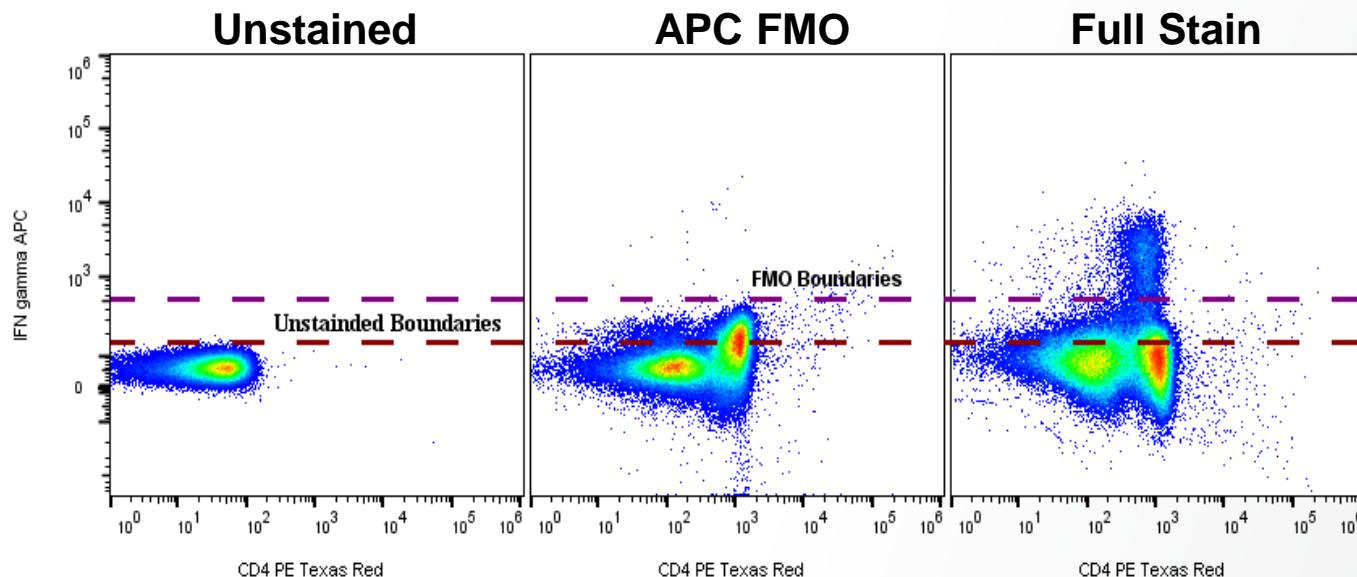 Unstained
APC FMO
Full Stain
IFN gamma APC
10^6
10^5
10^4
10^3
0
Unstainded Boundaries
FMO Boundaries
10^0 10^1 10^2 10^3 10^4 10^5 10^6
10^0 10^1 10^2 10^3 10^4 10^5 10^6
10^0 10^1 10^2 10^3 10^4 10^5 10^6
CD4 PE Texas Red
CD4 PE Texas Red
CD4 PE Texas Red